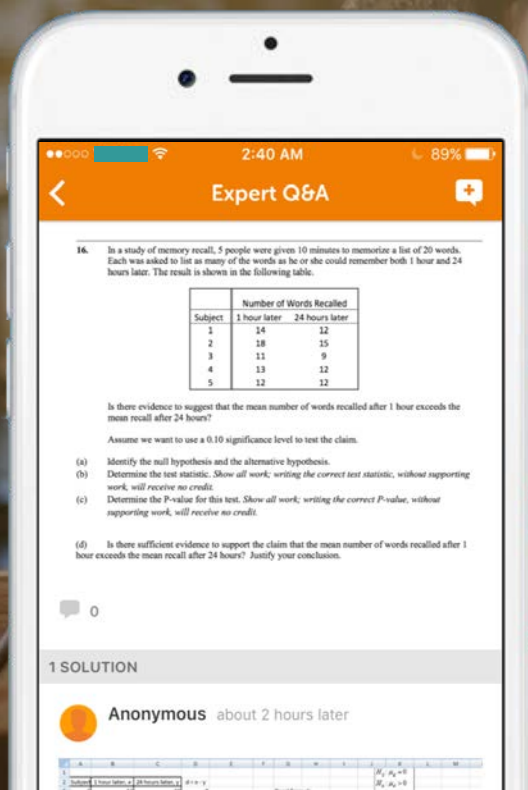 2:40 AM
89%
Expert Q&A
16. In a study of memory recall, 5 people were given 10 minutes to memorize a list of 20 words.
Each was asked to list as many of the words as he or she could remember both 1 hour and 24
hours later. The result is shown in the following table.
Number of Words Recalled
Subject 1 hour later 24 hours later
1 14 12
2 18 15
3 11 9
4 13 12
5 12 12
Is there evidence to suggest that the mean number of words recalled after 1 hour exceeds the
mean recall after 24 hours?
Assume we want to use a 0.10 significance level to test the claim.
(a) Identify the null hypothesis and the alternative hypothesis.
(b) Determine the test statistic. Show all work; writing the correct test statistic, without supporting
work, will receive no credit.
(c) Determine the P-value for this test. Show all work; writing the correct P-value, without
supporting work, will receive no credit.
(d) Is there sufficient evidence to support the claim that the mean number of words recalled after 1
hour exceeds the mean recall after 24 hours? Justify your conclusion.
0
1 SOLUTION
Anonymous about 2 hours later
Subject 1 hour later, x 24 hours later, y d=x-y